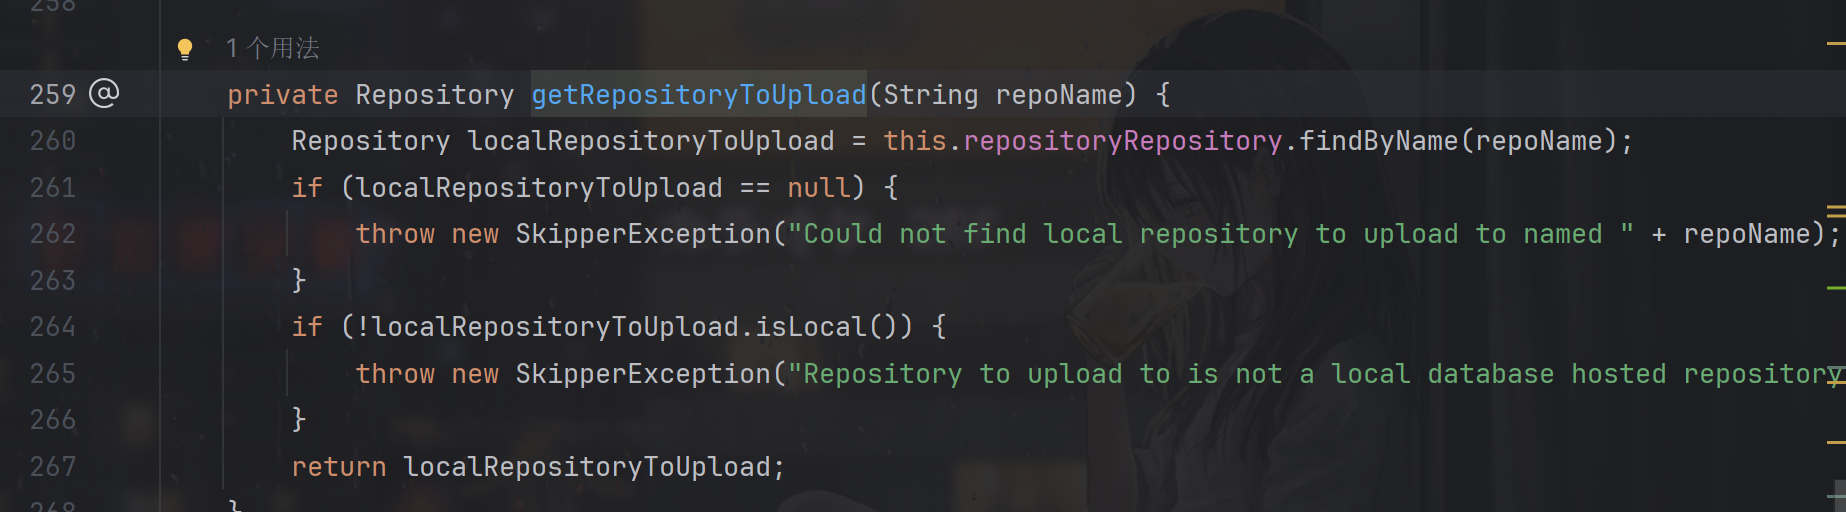 258
1 个用法
259 private Repository getRepositoryToUpload(String repoName) {
260 Repository localRepositoryToUpload = this.repositoryRepository.findByName(repoName);
261 if (localRepositoryToUpload == null) {
262 throw new SkipperException("Could not find local repository to upload to named " + repoName);
263 }
264 if (!localRepositoryToUpload.isLocal()) {
265 throw new SkipperException("Repository to upload to is not a local database hosted repository
266 }
267 return localRepositoryToUpload;
268 }